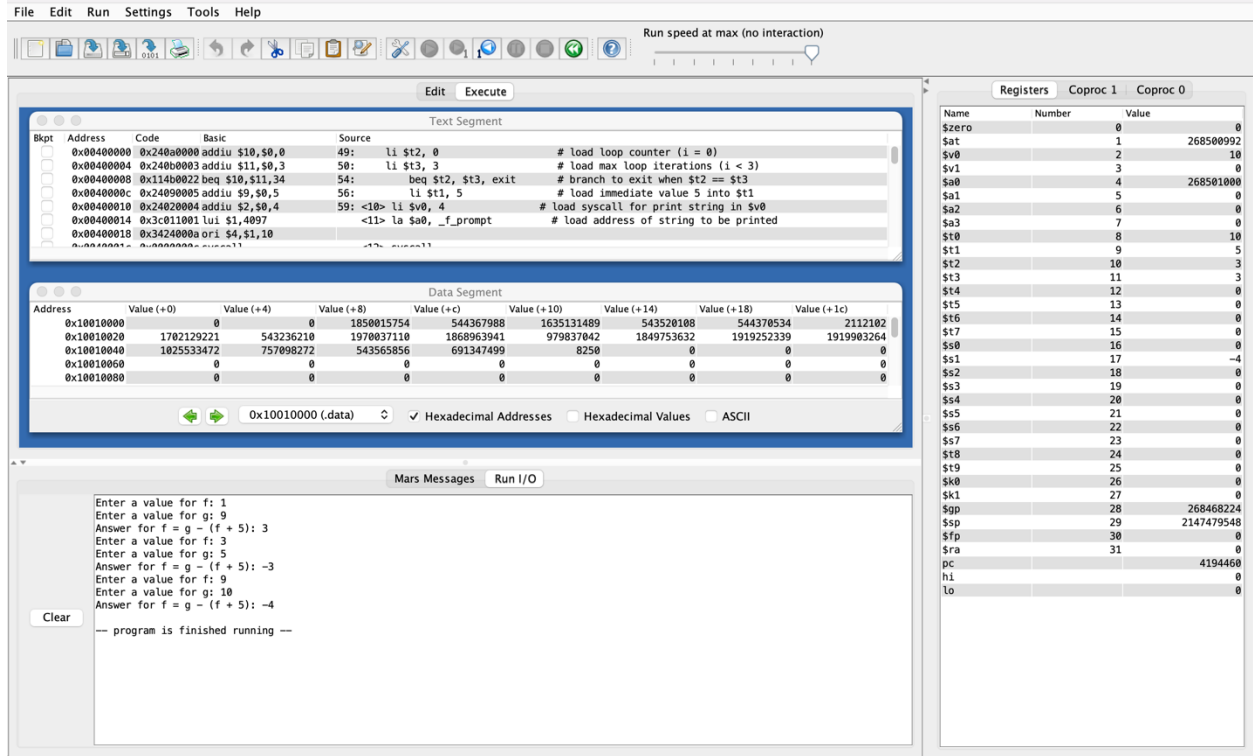 File Edit Run Settings Tools Help
Run speed at max (no interaction)
Edit Execute
Text Segment
Bkpt Address Code Basic Source
0x00400000 0x240a0000 addiu $10,$0,0 49: li $t2, 0 # load loop counter (i = 0)
0x00400004 0x240b0003 addiu $11,$0,3 50: li $t3, 3 # load max loop iterations (i < 3)
0x00400008 0x114b0022 beq $10,$11,34 54: beq $t2, $t3, exit # branch to exit when $t2 == $t3
0x0040000c 0x24090005 addiu $9,$0,5 56: li $t1, 5 # load immediate value 5 into $t1
0x00400010 0x24020004 addiu $2,$0,4 59: <10> li $v0, 4 # load syscall for print string in $v0
0x00400014 0x3c011001 lui $1,4097 <11> la $a0, _f_prompt # load address of string to be printed
0x00400018 0x3424000a ori $4,$1,10
0x0040001c 0x0000000c syscall <12> syscall
Data Segment
Address Value (+0) Value (+4) Value (+8) Value (+c) Value (+10) Value (+14) Value (+18) Value (+1c)
0x10010000 0 0 1850015754 544367988 1635131489 543520108 544370534 2112102
0x10010020 1702129221 543236210 1970037110 1868963941 979837042 1849753632 1919252339 1919903264
0x10010040 1025533472 757098272 543565856 691347499 8250 0 0 0
0x10010060 0 0 0 0 0 0 0 0
0x10010080 0 0 0 0 0 0 0 0
0x10010000 (.data) Hexadecimal Addresses Hexadecimal Values ASCII
Mars Messages Run I/O
Enter a value for f: 1
Enter a value for g: 9
Answer for f = g − (f + 5): 3
Enter a value for f: 3
Enter a value for g: 5
Answer for f = g − (f + 5): −3
Enter a value for f: 9
Enter a value for g: 10
Answer for f = g − (f + 5): −4
-- program is finished running --
Clear
Registers Coproc 1 Coproc 0
Name Number Value
$zero 0 0
$at 1 268500992
$v0 2 10
$v1 3 0
$a0 4 268501000
$a1 5 0
$a2 6 0
$a3 7 0
$t0 8 10
$t1 9 5
$t2 10 3
$t3 11 3
$t4 12 0
$t5 13 0
$t6 14 0
$t7 15 0
$s0 16 0
$s1 17 −4
$s2 18 0
$s3 19 0
$s4 20 0
$s5 21 0
$s6 22 0
$s7 23 0
$t8 24 0
$t9 25 0
$k0 26 0
$k1 27 0
$gp 28 268468224
$sp 29 2147479548
$fp 30 0
$ra 31 0
pc 4194460
hi 0
lo 0